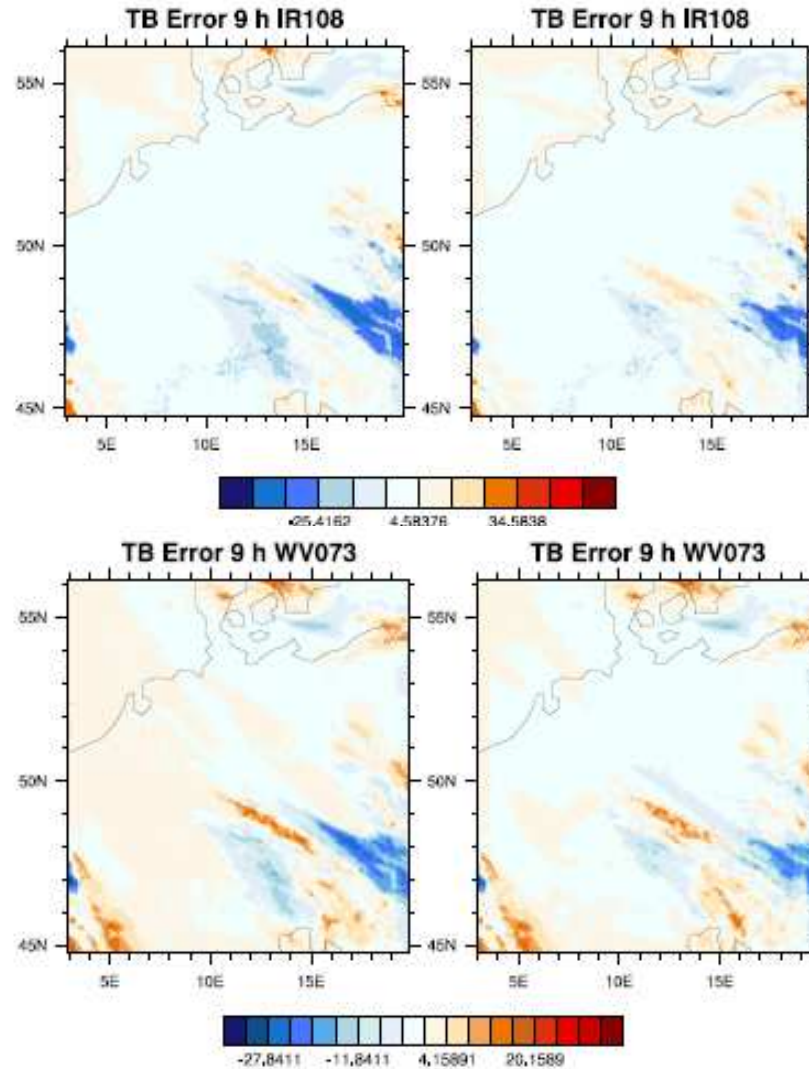 TB Error 9 h IR108 TB Error 9 h IR108
55N 55N
50N 50N
45N 45N
5E 10E 15E 5E 10E 15E
-25.4162 4.58376 34.5838
TB Error 9 h WV073 TB Error 9 h WV073
55N 55N
50N 50N
45N 45N
5E 10E 15E 5E 10E 15E
-27.8411 -11.8411 4.15891 20.1589